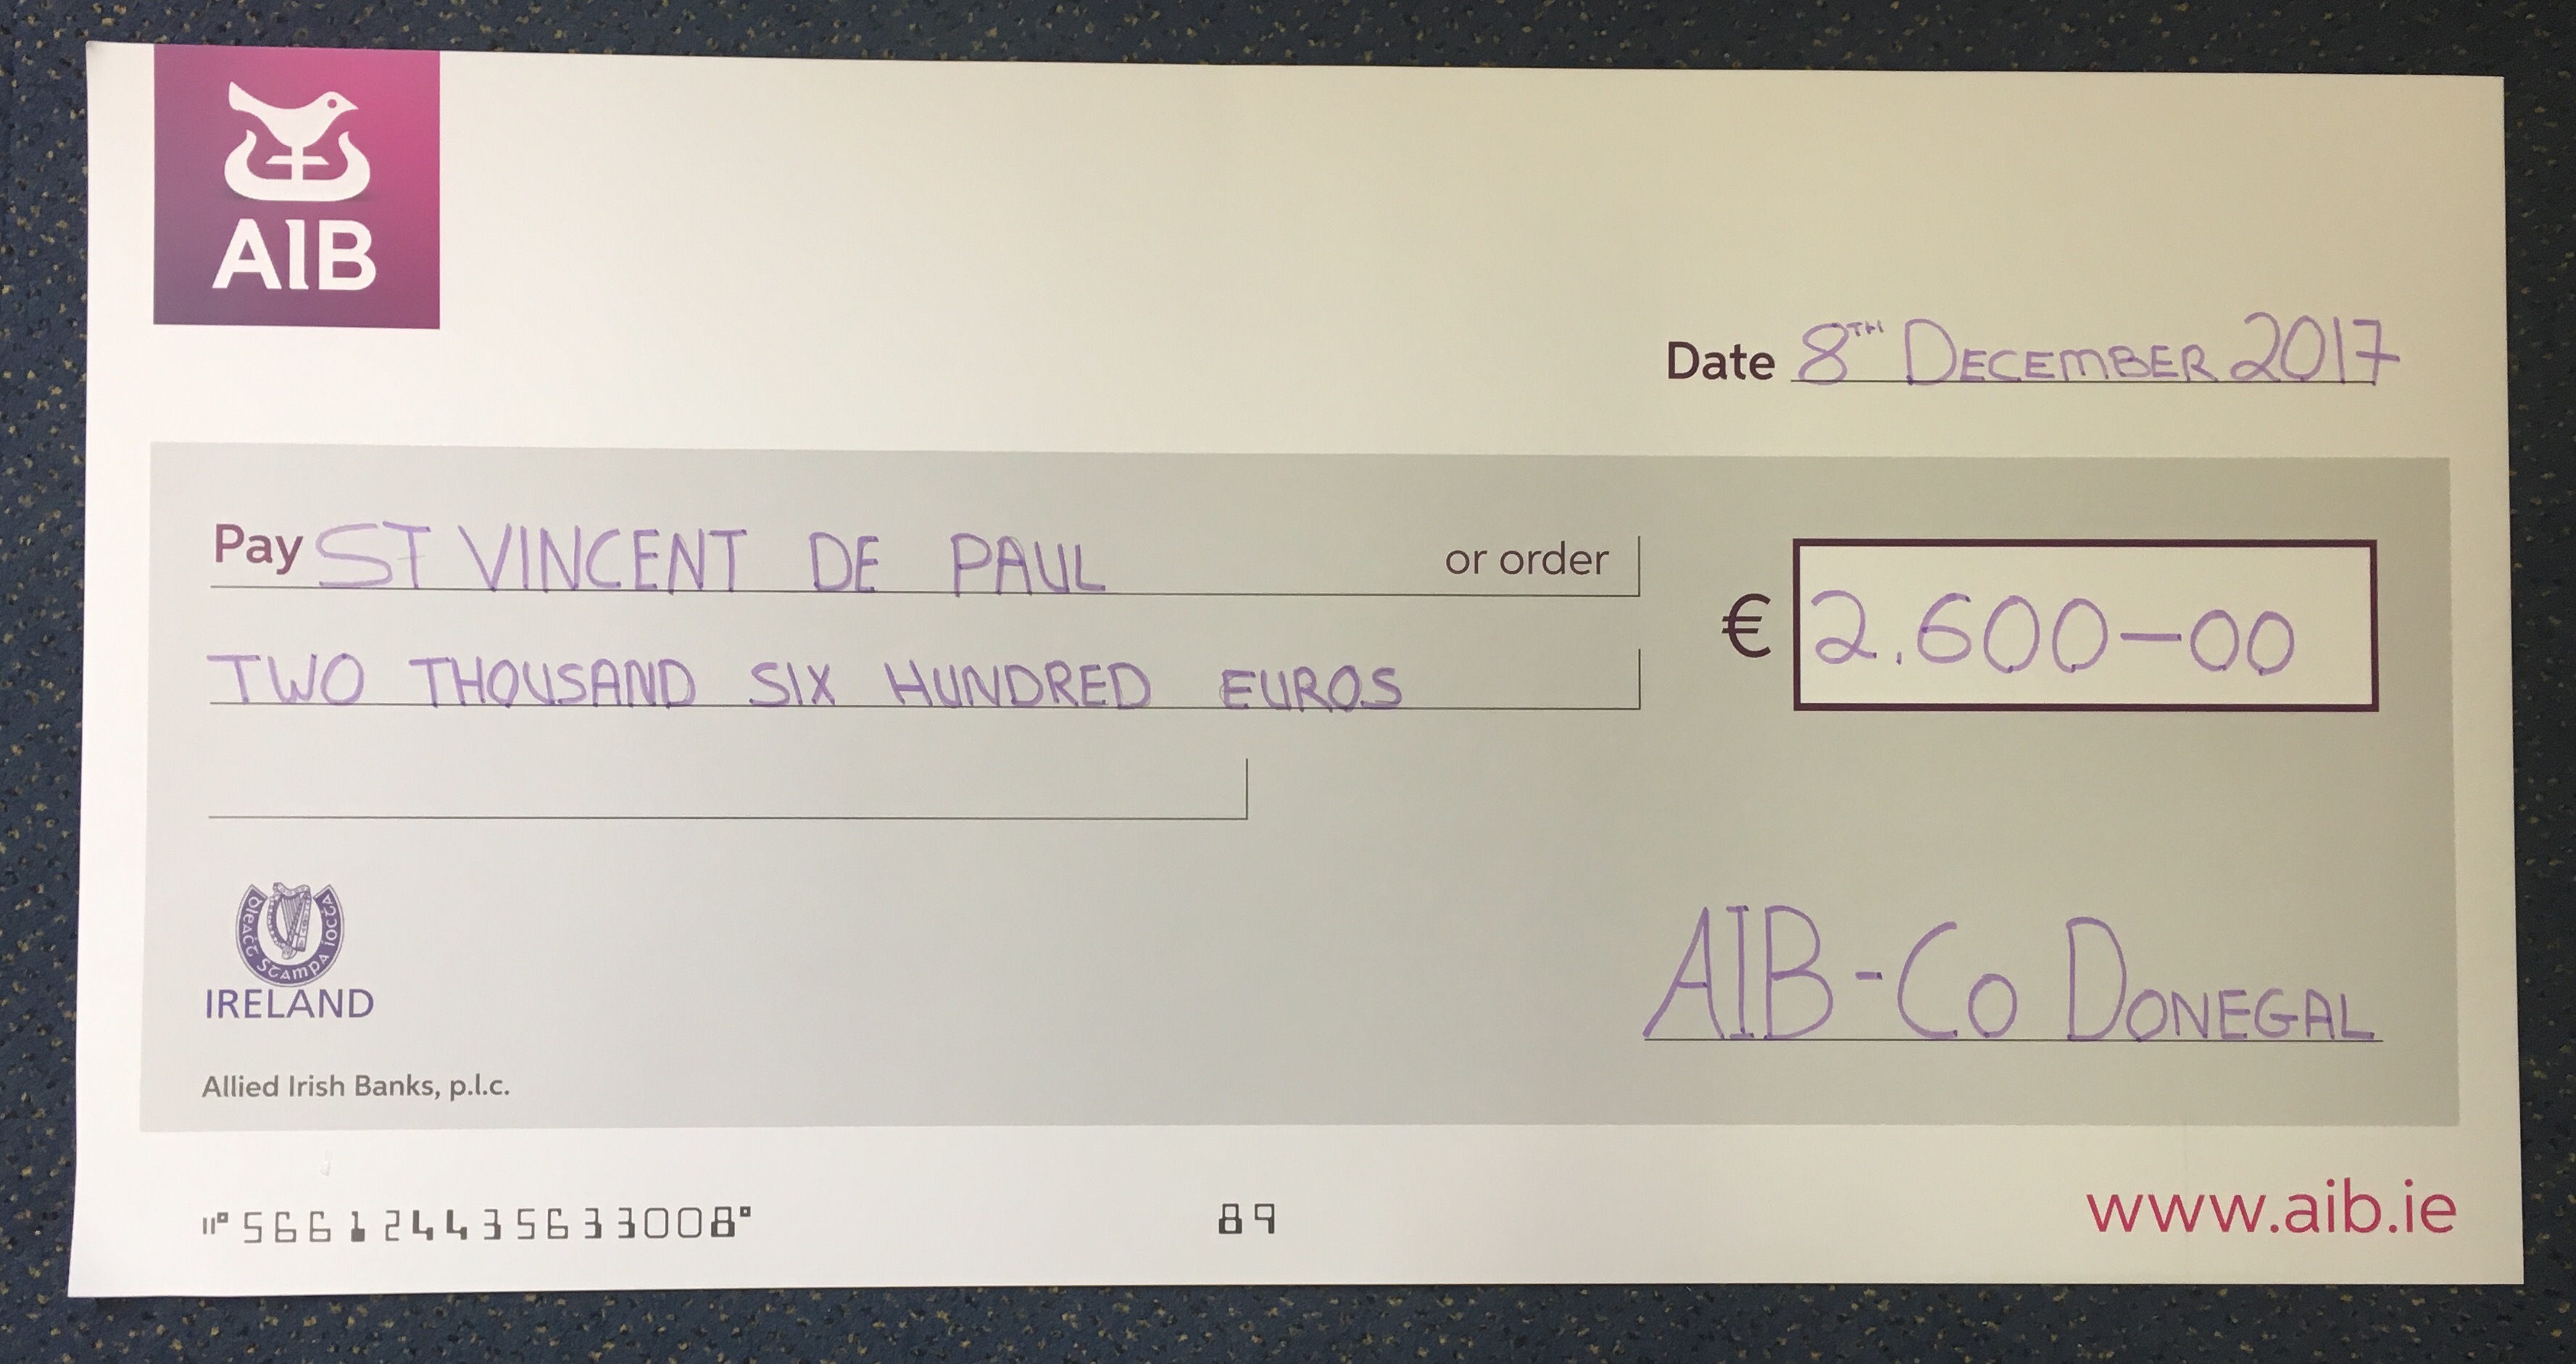 AIB
Date 8TH DECEMBER 2017
Pay ST VINCENT DE PAUL or order
TWO THOUSAND SIX HUNDRED EUROS
€ 2.600-00
IRELAND
AIB - Co DONEGAL
Allied Irish Banks, p.l.c.
⑈566124435633008
89
www.aib.ie